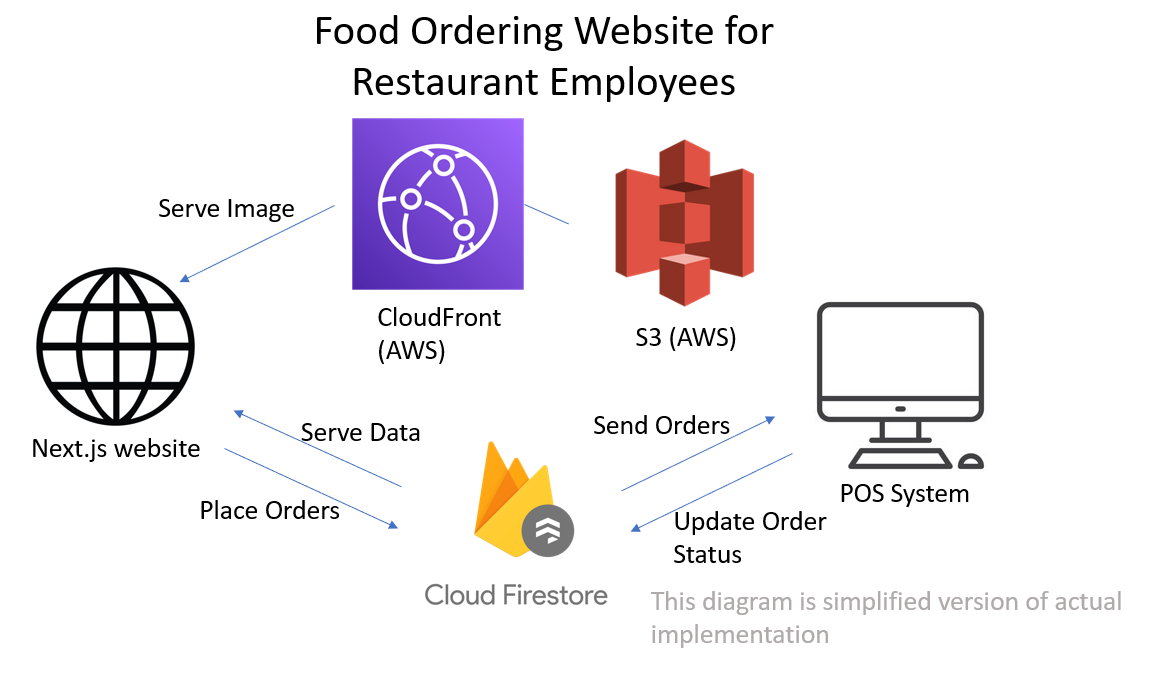 Food Ordering Website for
Restaurant Employees
Serve Image
CloudFront
(AWS)
S3 (AWS)
Next.js website
Serve Data
Place Orders
Send Orders
POS System
Update Order
Status
Cloud Firestore
This diagram is simplified version of actual
implementation